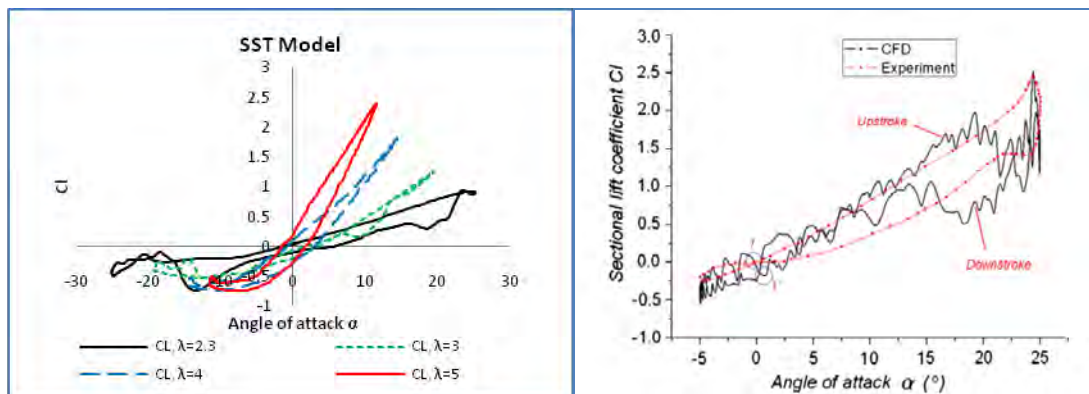 SST Model
3
2.5
2
1.5
1
0.5
0
-0.5
-1
-30
-20
-10
0
10
20
30
Cl
Angle of attack α
CL, λ=2.3
CL, λ=3
CL, λ=4
CL, λ=5
3.0
2.5
2.0
1.5
1.0
0.5
0.0
-0.5
-1.0
-5
0
5
10
15
20
25
Sectional lift coefficient Cl
CFD
Experiment
Upstroke
Downstroke
Angle of attack α (°)